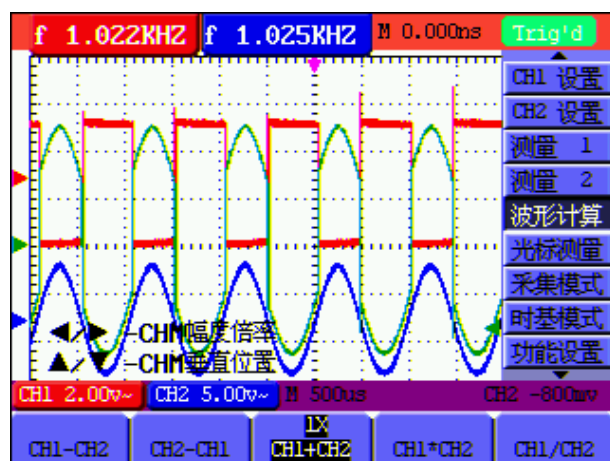 f 1.022KHZ f 1.025KHZ M 0.000ns Trig'd
CH1 设置
CH2 设置
测量 1
测量 2
波形计算
光标测量
采集模式
时基模式
功能设置
◀/▶ -CHM幅度倍率
▲/▼ -CHM垂直位置
CH1 2.00v~ CH2 5.00v~ M 500us CH2 -800mv
1X
CH1-CH2 CH2-CH1 CH1+CH2 CH1*CH2 CH1/CH2